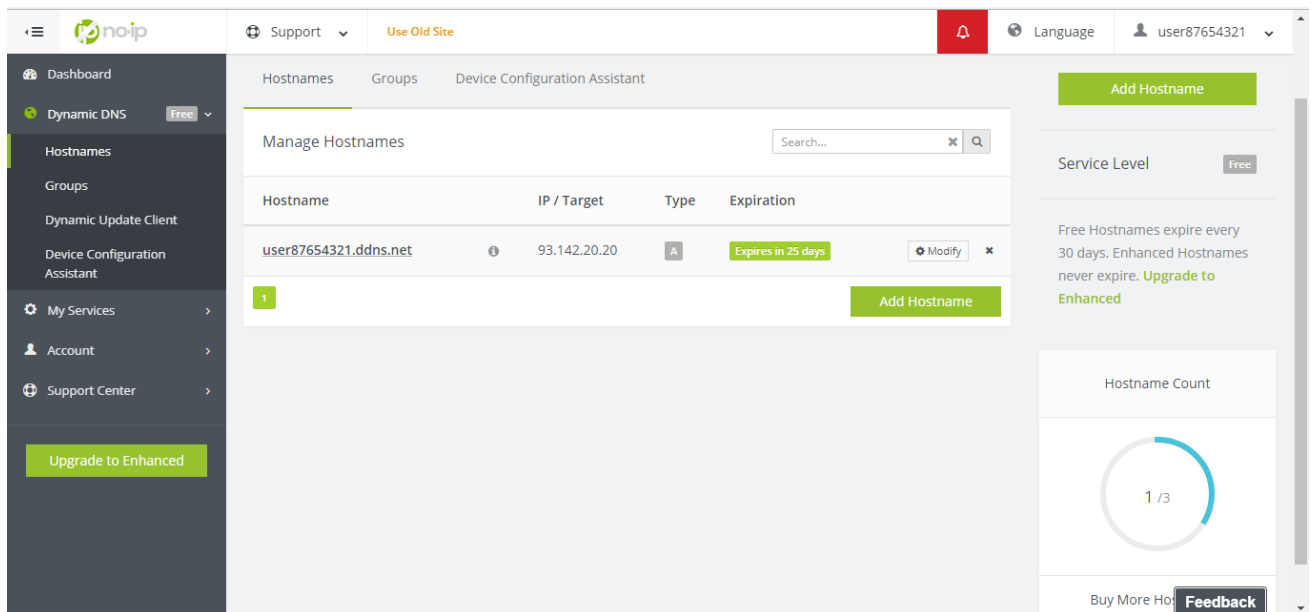 no-ip
Support
Use Old Site
Language
user87654321
Dashboard
Dynamic DNS Free
Hostnames
Groups
Dynamic Update Client
Device Configuration
Assistant
My Services
Account
Support Center
Upgrade to Enhanced
Hostnames Groups Device Configuration Assistant
Manage Hostnames
Search...
Hostname IP / Target Type Expiration
user87654321.ddns.net 93.142.20.20 A Expires in 25 days Modify
1
Add Hostname
Add Hostname
Service Level Free
Free Hostnames expire every
30 days. Enhanced Hostnames
never expire. Upgrade to
Enhanced
Hostname Count
1 /3
Buy More
Feedback